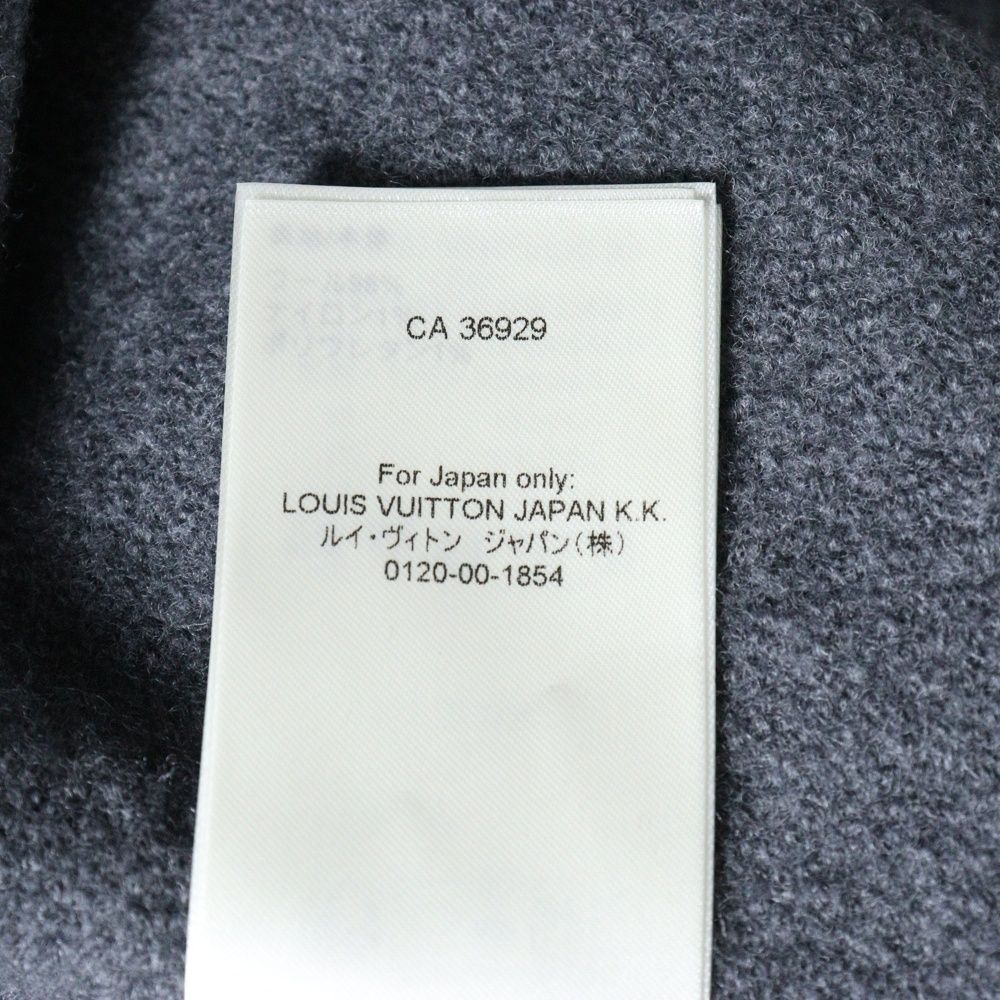 CA 36929
For Japan only:
LOUIS VUITTON JAPAN K.K.
ルイ・ヴィトン ジャパン(株)
0120-00-1854